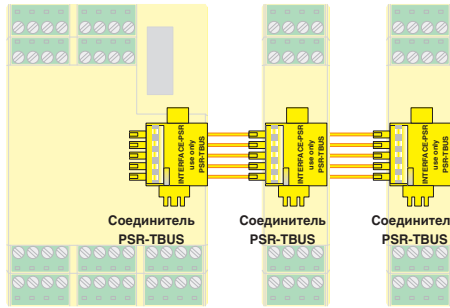 INTERFACE-PSR
use only
PSR-TBUS
INTERFACE-PSR
use only
PSR-TBUS
INTERFACE-PSR
use only
PSR-TBUS
Соединитель
PSR-TBUS
Соединитель
PSR-TBUS
Соединител
PSR-TBUS